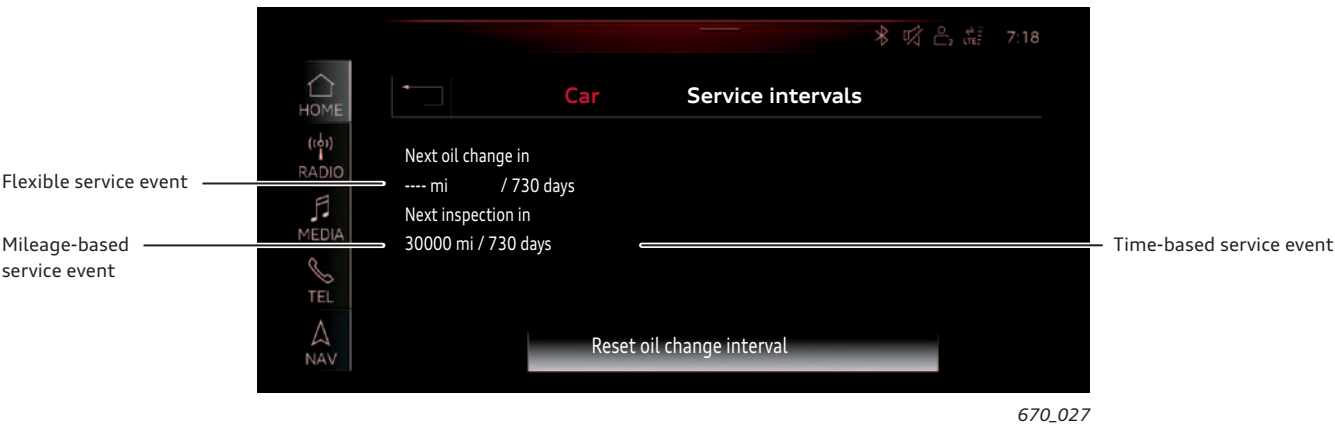 7:18
LTE
2
HOME
Car
Service intervals
RADIO
Next oil change in
Flexible service event
---- mi / 730 days
MEDIA
Next inspection in
Mileage-based
service event
30000 mi / 730 days
Time-based service event
TEL
NAV
Reset oil change interval
670_027